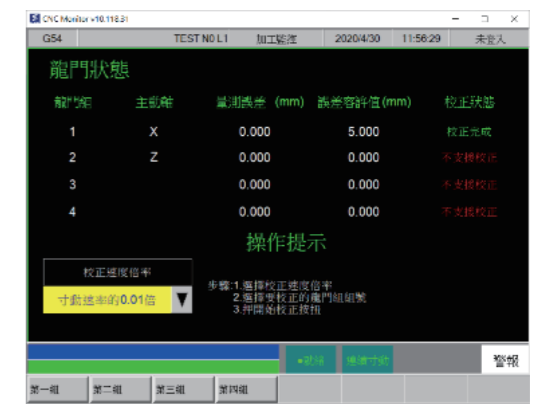 CNC Monitor v10.118.31
G54 TEST N0 L1 加工監控 2020/4/30 11:56:29 未登入
龍門狀態
龍門組 主動軸 量測誤差 (mm) 誤差容許值(mm) 校正狀態
1 X 0.000 5.000 校正完成
2 Z 0.000 0.000 不支援校正
3 0.000 0.000 不支援校正
4 0.000 0.000 不支援校正
操作提示
校正速度倍率
寸動速率的0.01倍
步驟:1.選擇校正速度倍率
2.選擇要校正的龍門組組號
3.押開始校正按扭
●就緒 連續寸動
警報
第一組 第二組 第三組 第四組